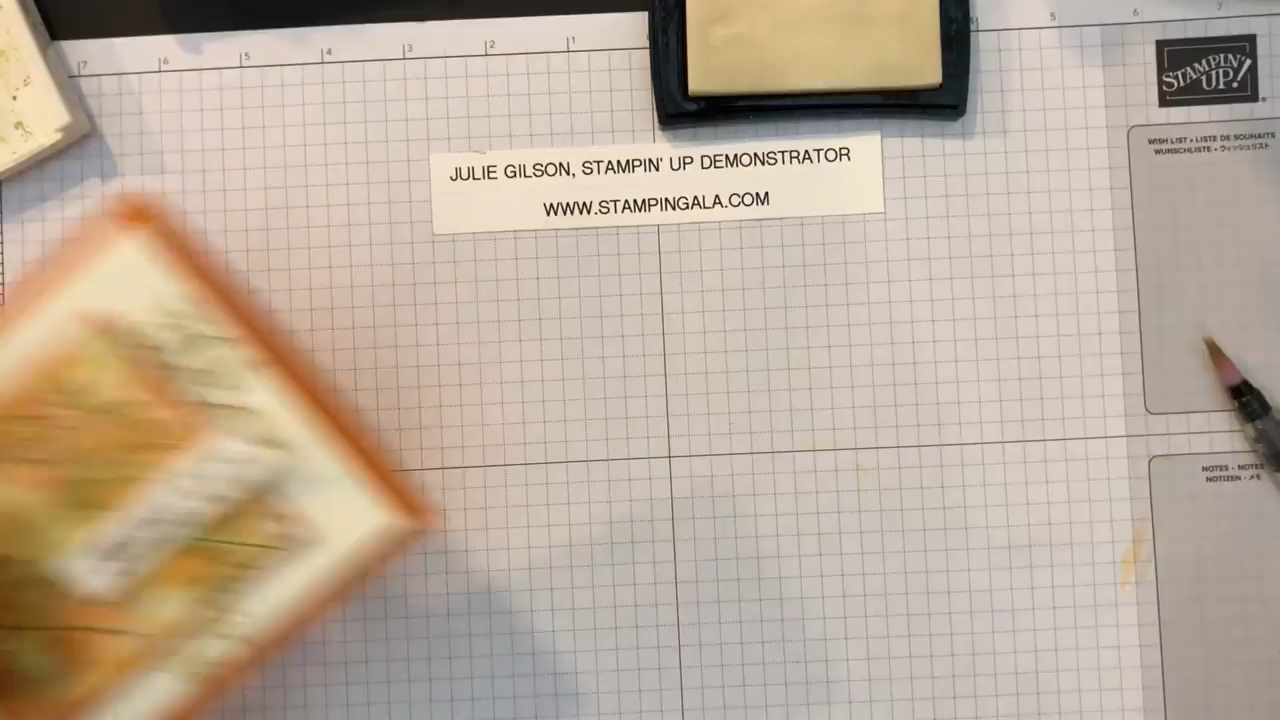 7 6 5 4 3 2 1 4 5 6 7
STAMPIN' UP!®
WISH LIST • LISTE DE SOUHAITS
WUNSCHLISTE • ウィッシュリスト
JULIE GILSON, STAMPIN' UP DEMONSTRATOR
WWW.STAMPINGALA.COM
NOTES • NOTES
NOTIZEN • メモ